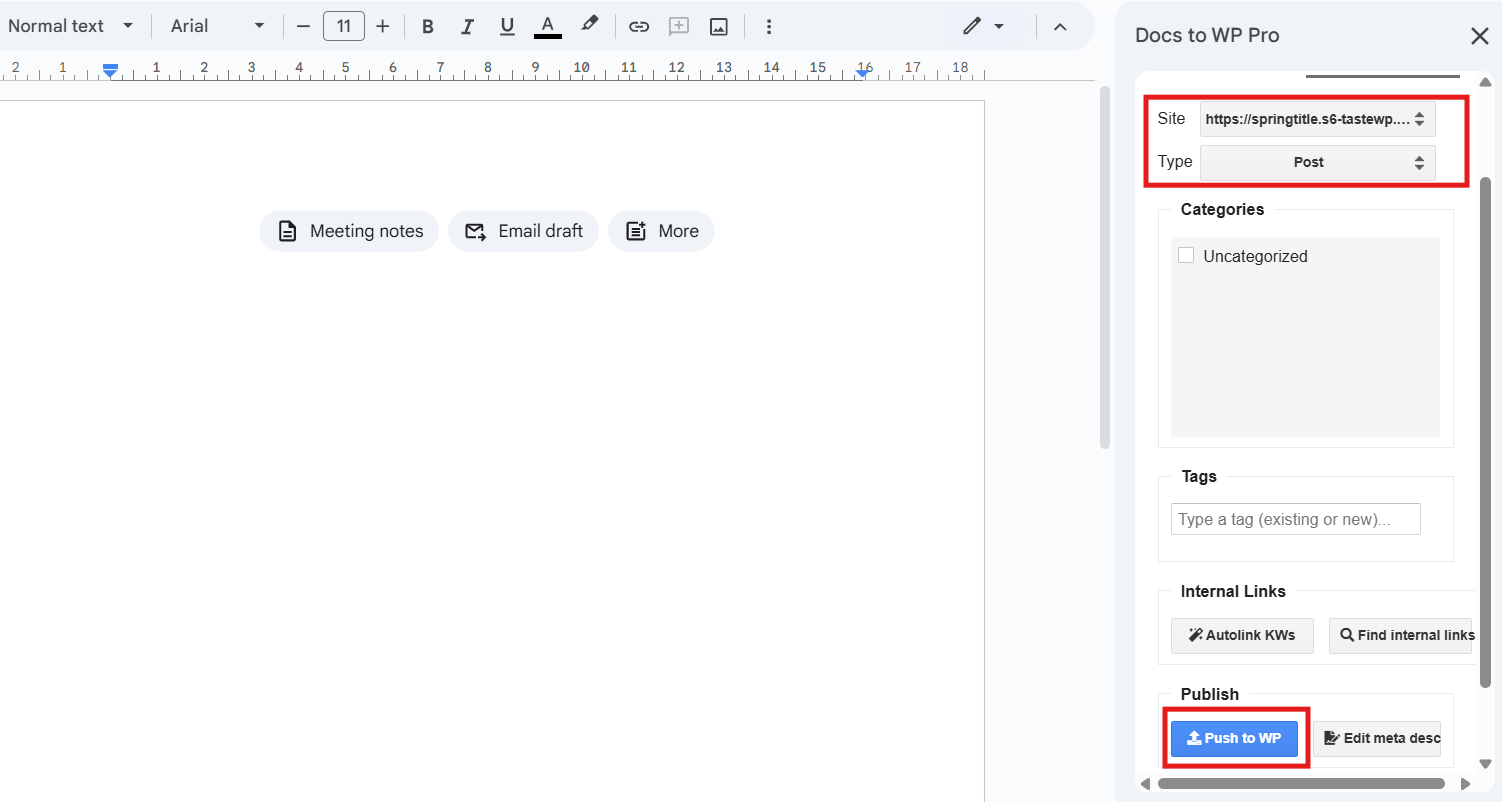 Normal text Arial 11 B I U A
Docs to WP Pro
2 1 1 2 3 4 5 6 7 8 9 10 11 12 13 14 15 16 17 18
Site https://springtitle.s6-tastewp....
Type Post
Categories
Uncategorized
Meeting notes Email draft More
Tags
Type a tag (existing or new)...
Internal Links
Autolink KWs Find internal links
Publish
Push to WP Edit meta desc